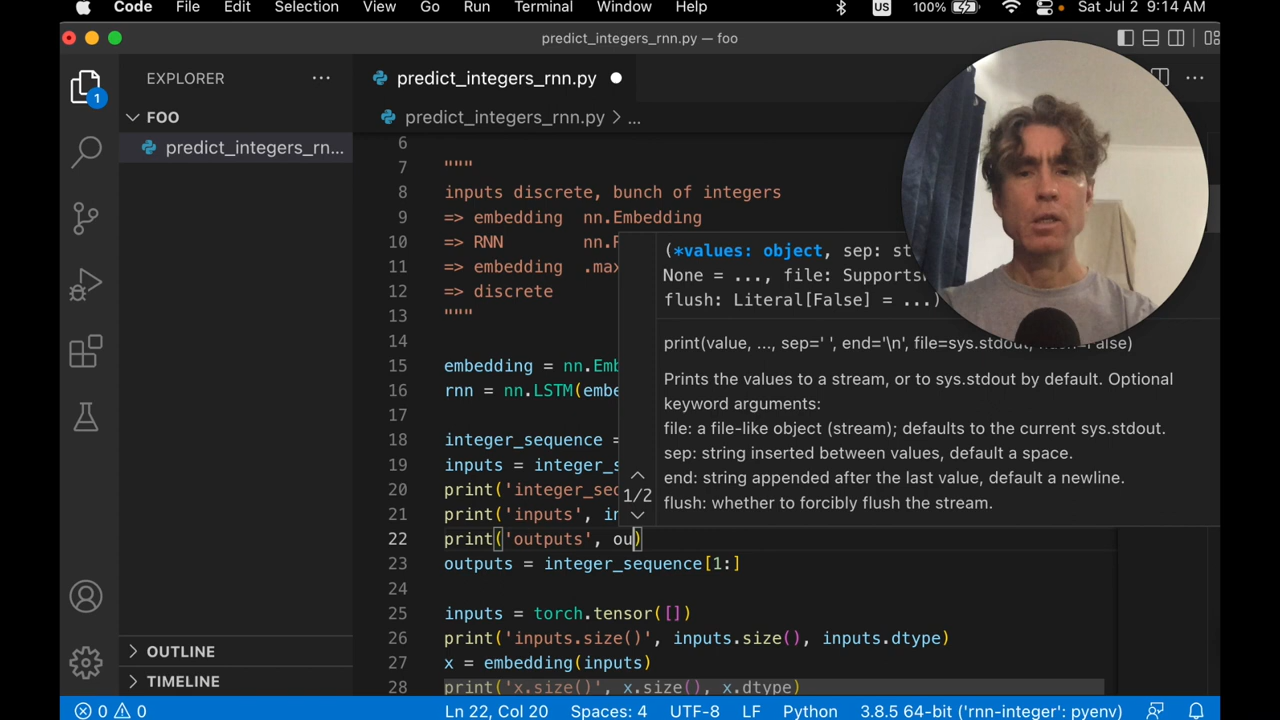 Code File Edit Selection View Go Run Terminal Window Help US 100% Sat Jul 2 9:14 AM
predict_integers_rnn.py — foo
EXPLORER ···
predict_integers_rnn.py
FOO
predict_integers_rnn.py > ...
1
predict_integers_rn...
6
7 """
8 inputs discrete, bunch of integers
9 => embedding nn.Embedding
10 => RNN
11 => embedding
12 => discrete
13 """
14
15 embedding =
16 rnn = nn.LSTM(
17
18 integer_sequence =
19 inputs =
20 print(
21 print('inputs',
22 print('outputs', ou)
23 outputs = integer_sequence[1:]
24
25 inputs = torch.tensor([])
26 print('inputs.size()', inputs.size(), inputs.dtype)
27 x = embedding(inputs)
28 print('x.size()', x.size(), x.dtype)
(*values: object, sep:
None = ..., file:
flush: Literal[False] = ...)
print(value, ..., sep=' ', end='\n', file=sys.stdout, flush=False)
Prints the values to a stream, or to sys.stdout by default. Optional
keyword arguments:
file: a file-like object (stream); defaults to the current sys.stdout.
sep: string inserted between values, default a space.
end: string appended after the last value, default a newline.
flush: whether to forcibly flush the stream.
1/2
OUTLINE
TIMELINE
0 0 Ln 22, Col 20 Spaces: 4 UTF-8 LF Python 3.8.5 64-bit ('rnn-integer': pyenv)